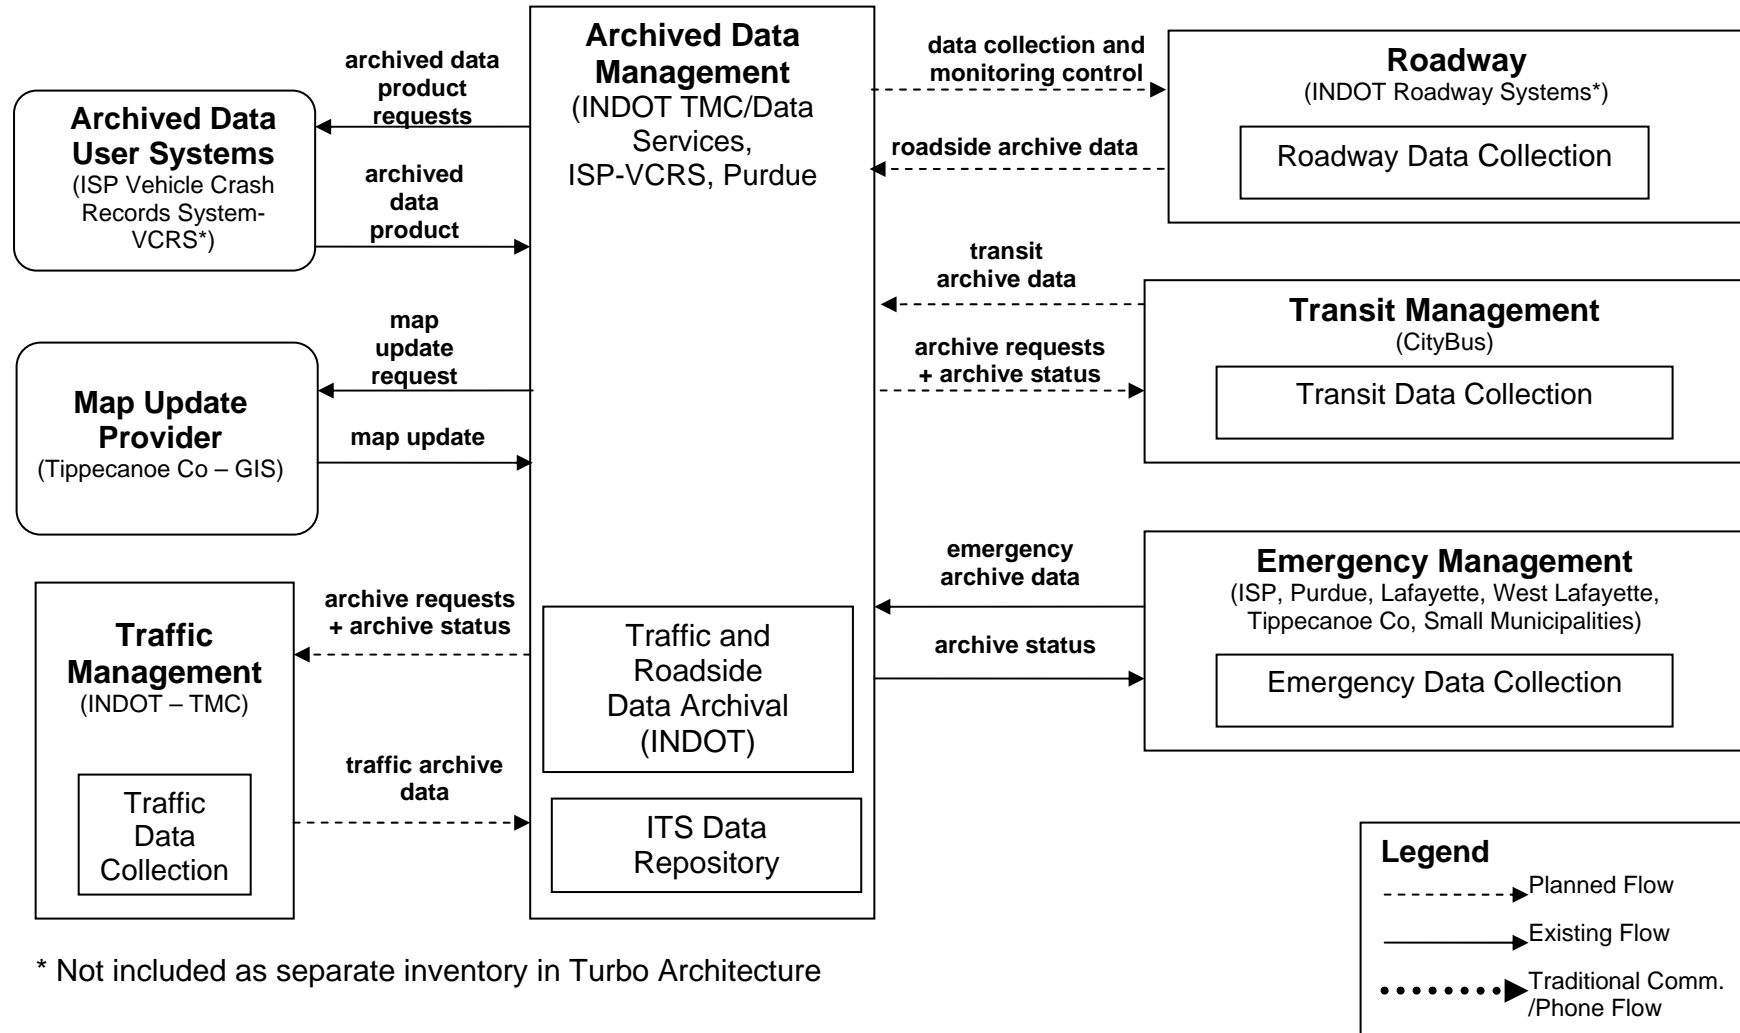 archived data
product
requests
Archived Data
User Systems
(ISP Vehicle Crash
Records System-
VCRS*)
archived
data
product
map
update
request
Map Update
Provider
(Tippecanoe Co – GIS)
map update
archive requests
+ archive status
Traffic
Management
(INDOT – TMC)
traffic archive
data
Traffic
Data
Collection
Archived Data
Management
(INDOT TMC/Data
Services,
ISP-VCRS, Purdue
Traffic and
Roadside
Data Archival
(INDOT)
ITS Data
Repository
data collection and
monitoring control
roadside archive data
Roadway
(INDOT Roadway Systems*)
Roadway Data Collection
transit
archive data
archive requests
+ archive status
Transit Management
(CityBus)
Transit Data Collection
emergency
archive data
archive status
Emergency Management
(ISP, Purdue, Lafayette, West Lafayette,
Tippecanoe Co, Small Municipalities)
Emergency Data Collection
Legend
Planned Flow
Existing Flow
Traditional Comm.
/Phone Flow
* Not included as separate inventory in Turbo Architecture